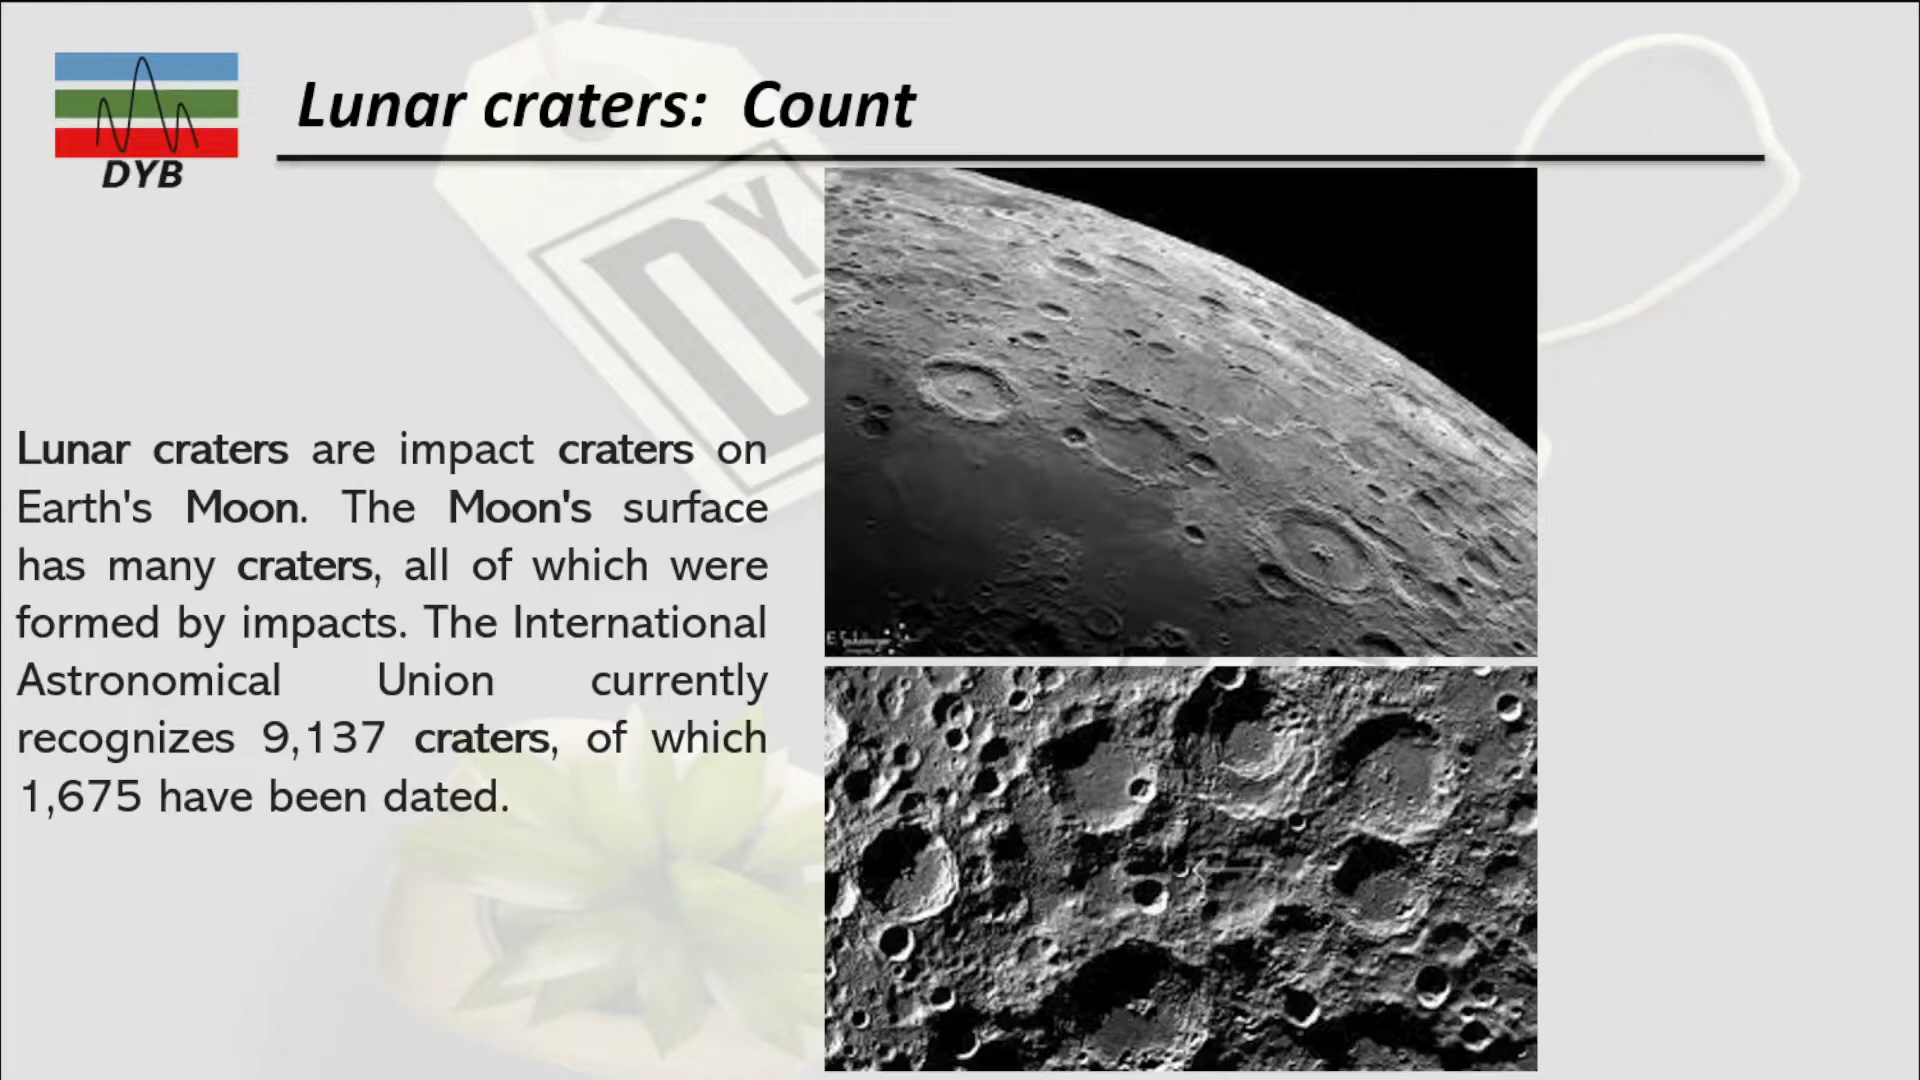 DYB
Lunar craters: Count
DY
Lunar craters are impact craters on
Earth's Moon. The Moon's surface
has many craters, all of which were
formed by impacts. The International
Astronomical Union currently
recognizes 9,137 craters, of which
1,675 have been dated.